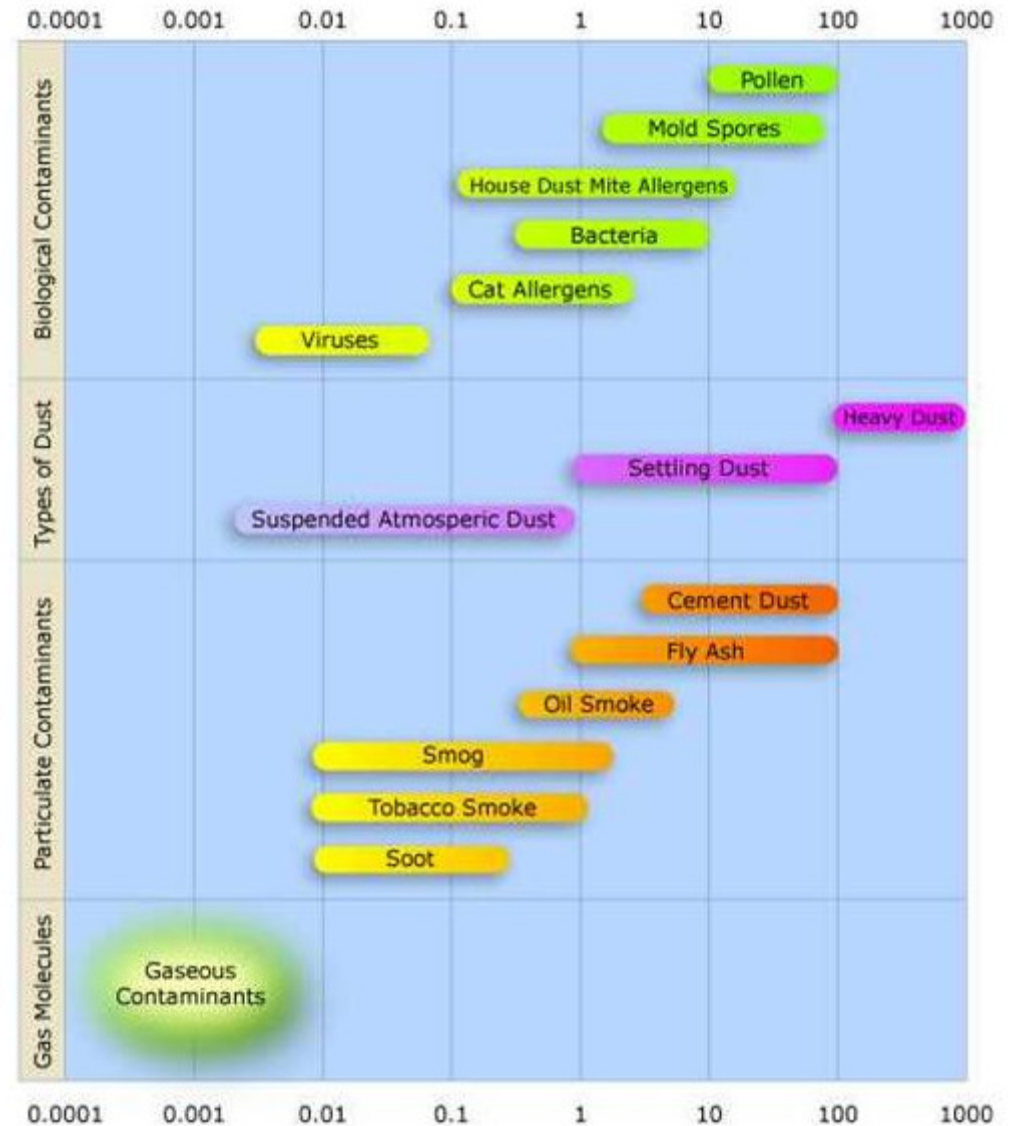 0.0001 0.001 0.01 0.1 1 10 100 1000
Biological Contaminants
Pollen
Mold Spores
House Dust Mite Allergens
Bacteria
Cat Allergens
Viruses
Types of Dust
Heavy Dust
Settling Dust
Suspended Atmosperic Dust
Particulate Contaminants
Cement Dust
Fly Ash
Oil Smoke
Smog
Tobacco Smoke
Soot
Gas Molecules
Gaseous
Contaminants
0.0001 0.001 0.01 0.1 1 10 100 1000